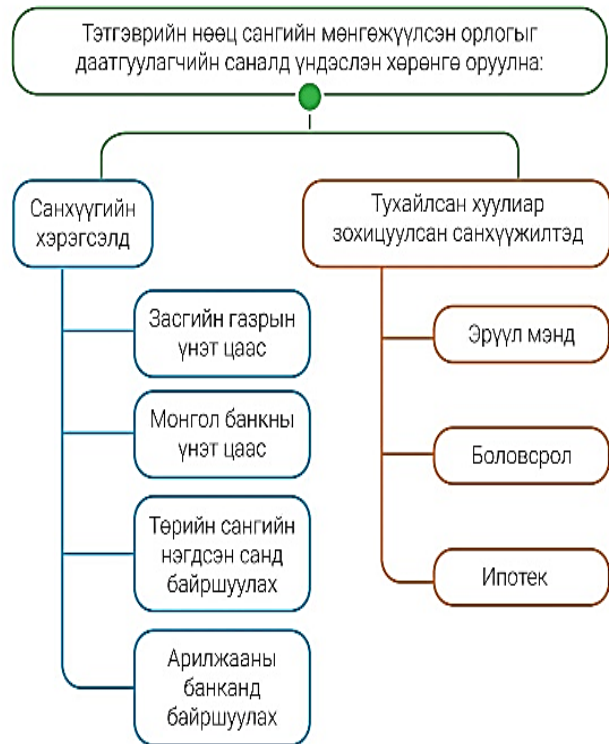 Тэтгэврийн нөөц сангийн мөнгөжүүлсэн орлогыг
даатгуулагчийн саналд үндэслэн хөрөнгө оруулна:
Санхүүгийн
хэрэгсэлд
Засгийн газрын
үнэт цаас
Монгол банкны
үнэт цаас
Төрийн сангийн
нэгдсэн санд
байршуулах
Арилжааны
банканд
байршуулах
Тухайлсан хуулиар
зохицуулсан санхүүжилтэд
Эрүүл мэнд
Боловсрол
Ипотек